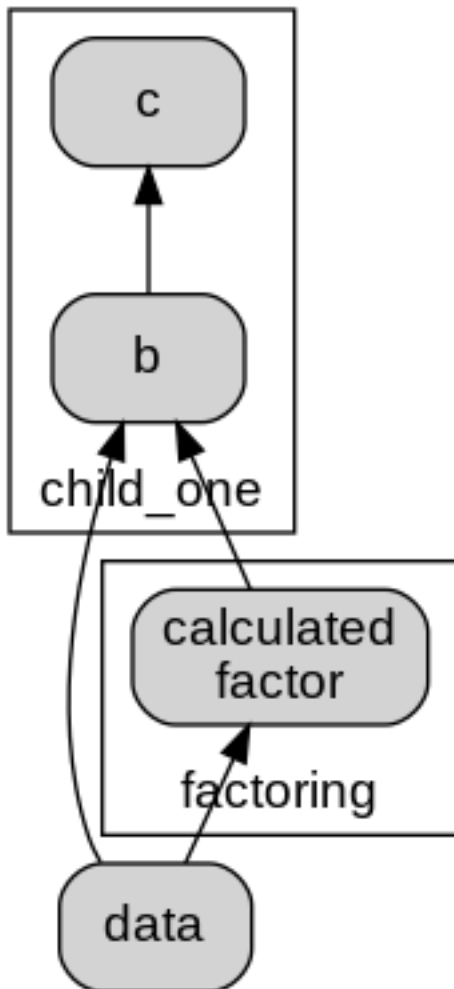 c
b
child_one
calculated
factor
factoring
data